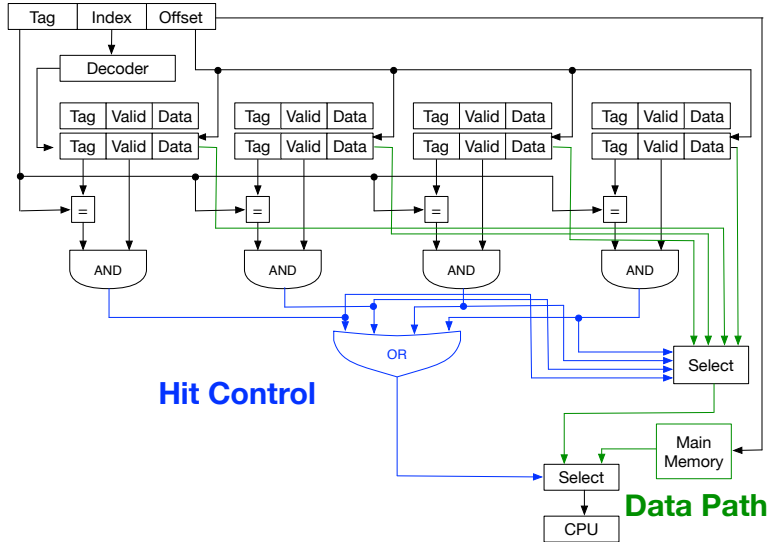 Tag Index Offset
Decoder
Tag Valid Data Tag Valid Data Tag Valid Data Tag Valid Data
Tag Valid Data Tag Valid Data Tag Valid Data Tag Valid Data
= = = =
AND AND AND AND
OR
Select
Hit Control
Main
Memory
Select
Data Path
CPU